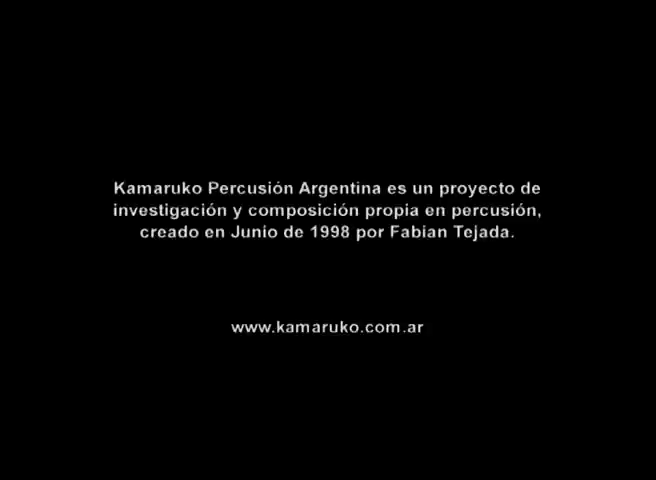 Kamaruko Percusión Argentina es un proyecto de
investigación y composición propia en percusión,
creado en Junio de 1998 por Fabian Tejada.
www.kamaruko.com.ar